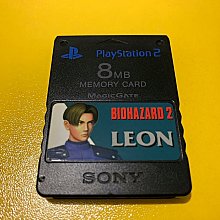 PlayStation 2
8MB
MEMORY CARD
MAGICGATE
BIOHAZARD 2
LEON
SONY